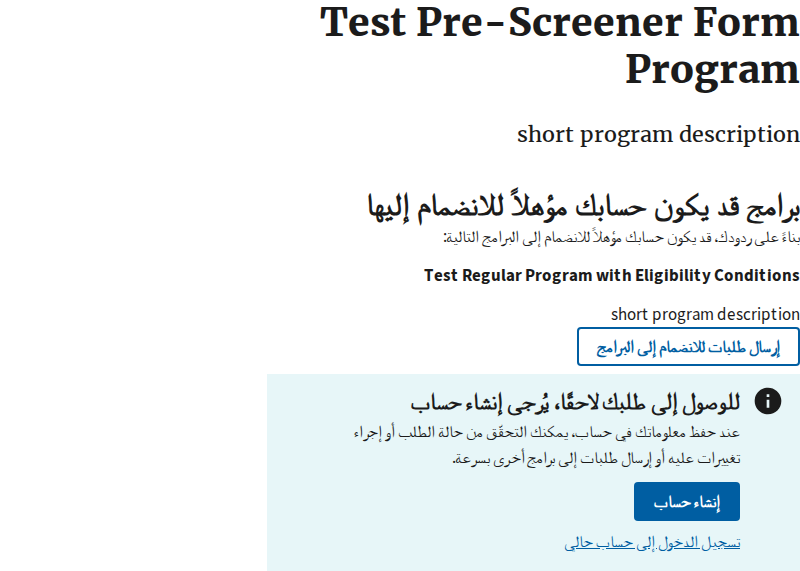 Test Pre-Screener Form
Program
short program description
برامج قد يكون حسابك مؤهلاً للانضمام إليها
بناءً على ردودك، قد يكون حسابك مؤهلاً للانضمام إلى البرامج التالية:
Test Regular Program with Eligibility Conditions
short program description
إرسال طلبات للانضمام إلى البرامج
للوصول إلى طلبك لاحقًا، يُرجى إنشاء حساب
عند حفظ معلوماتك في حساب، يمكنك التحقّق من حالة الطلب أو إجراء
تغييرات عليه أو إرسال طلبات إلى برامج أخرى بسرعة.
إنشاء حساب
تسجيل الدخول إلى حساب حالي